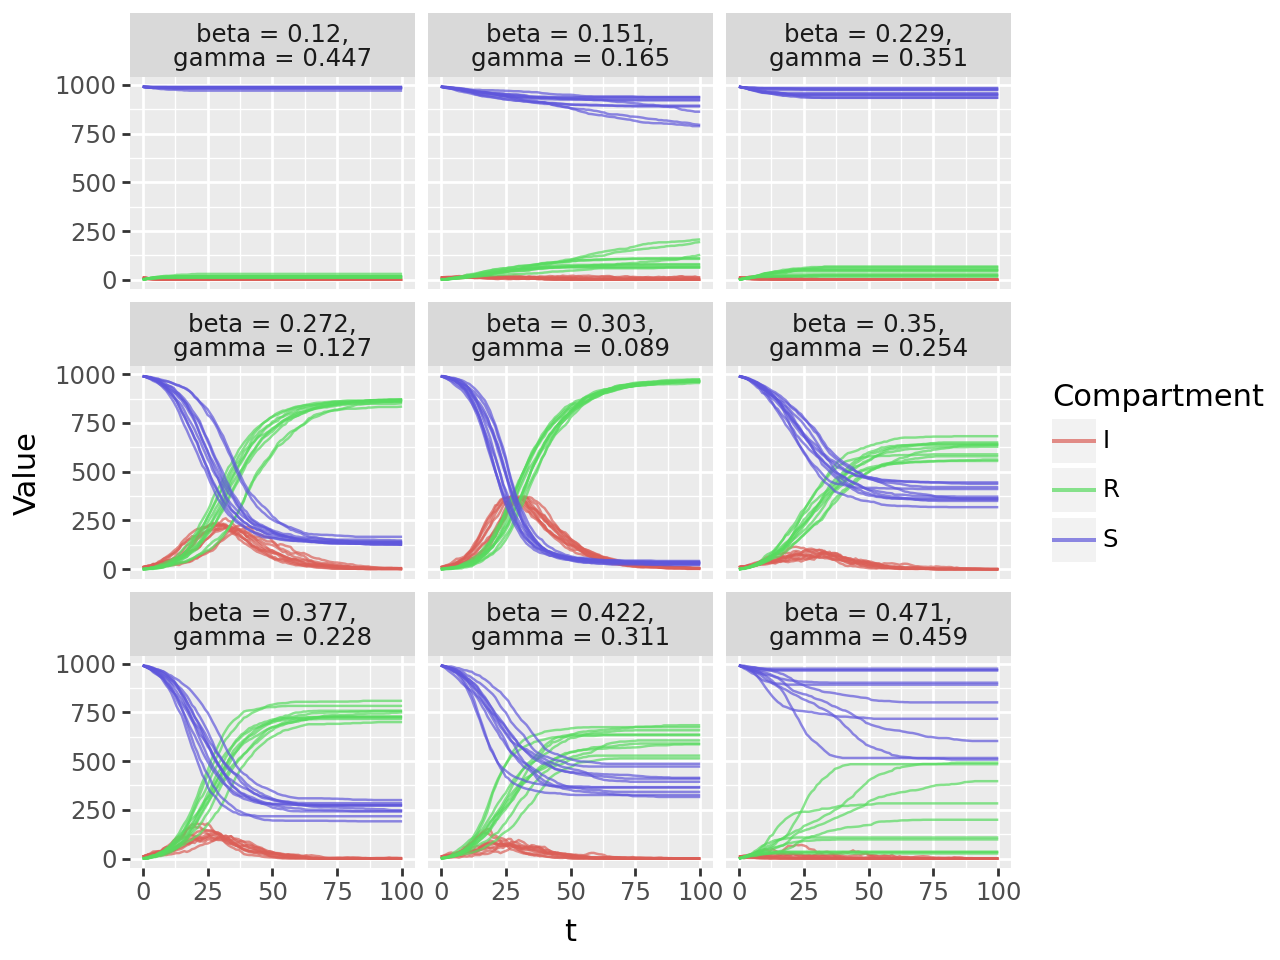 beta = 0.12,
gamma = 0.447
beta = 0.151,
gamma = 0.165
beta = 0.229,
gamma = 0.351
1000
750
500
250
0
beta = 0.272,
gamma = 0.127
beta = 0.303,
gamma = 0.089
beta = 0.35,
gamma = 0.254
1000
750
500
250
0
Value
Compartment
I
R
S
beta = 0.377,
gamma = 0.228
beta = 0.422,
gamma = 0.311
beta = 0.471,
gamma = 0.459
1000
750
500
250
0
0 25 50 75 100
0 25 50 75 100
0 25 50 75 100
t